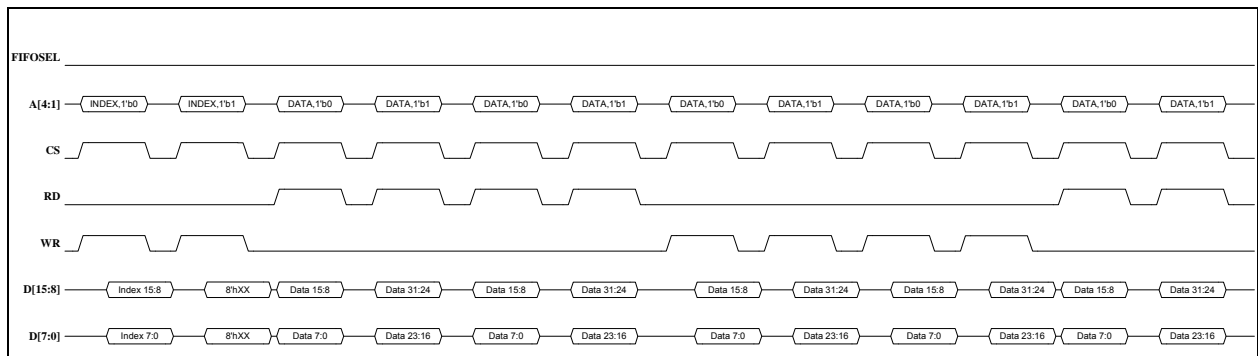 FIFOSEL
A[4:1] INDEX,1'b0 INDEX,1'b1 DATA,1'b0 DATA,1'b1 DATA,1'b0 DATA,1'b1 DATA,1'b0 DATA,1'b1 DATA,1'b0 DATA,1'b1 DATA,1'b0 DATA,1'b1
CS
RD
WR
D[15:8] Index 15:8 8'hXX Data 15:8 Data 31:24 Data 15:8 Data 31:24 Data 15:8 Data 31:24 Data 15:8 Data 31:24 Data 15:8 Data 31:24
D[7:0] Index 7:0 8'hXX Data 7:0 Data 23:16 Data 7:0 Data 23:16 Data 7:0 Data 23:16 Data 7:0 Data 23:16 Data 7:0 Data 23:16